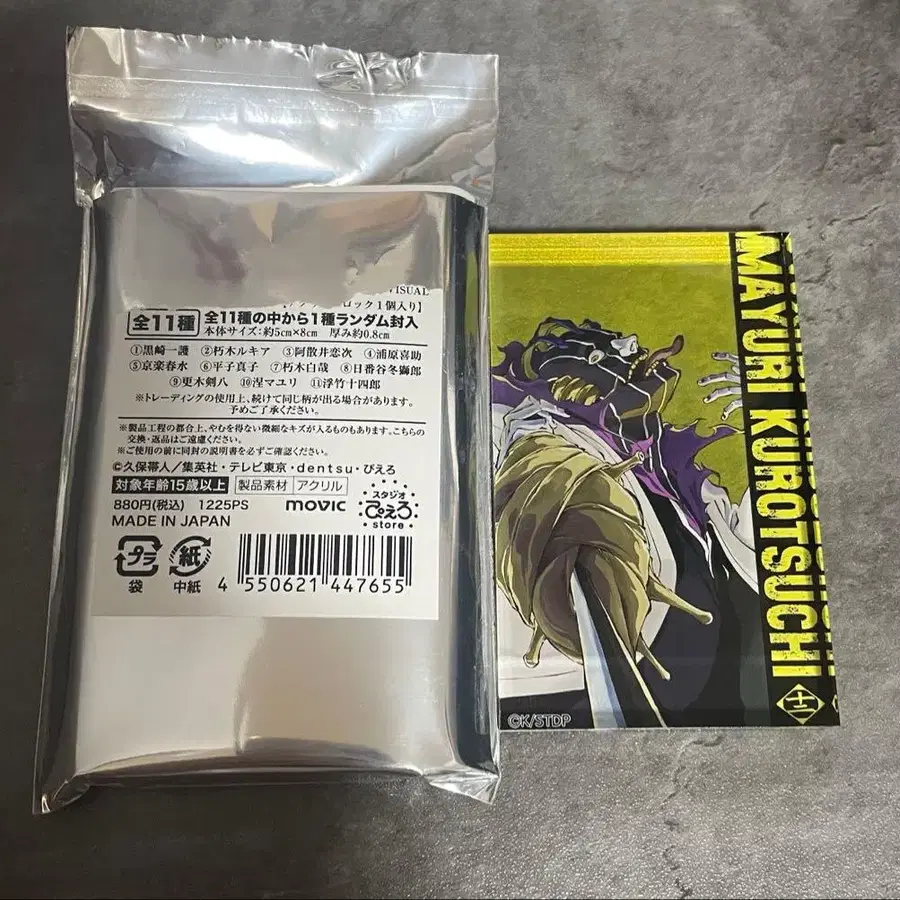 VISUAL
ロック1個入り】
全11種 全11種の中から1種ランダム封入
本体サイズ:約5cm×8cm 厚み約0.8cm
①黒崎一護 ②朽木ルキア ③阿散井恋次 ④浦原喜助
⑤京楽春水 ⑥平子真子 ⑦朽木白哉 ⑧日番谷冬獅郎
⑨更木剣八 ⑩涅マユリ ⑪浮竹十四郎
※トレーディングの使用上、続けて同じ柄が出る場合があります。
予めご了承ください。
※製品工程の都合上、やむを得ない微細なキズが入るものもあります。こちらの
交換・返品はご遠慮ください。
※ご使用の前に同封の説明書を必ずご確認ください。
©久保帯人/集英社・テレビ東京・dentsu・ぴえろ
対象年齢15歳以上 製品素材 アクリル
880円(税込) 1225PS
MADE IN JAPAN
movic
スタジオ
ぴえろ
store
プラ
袋
紙
中紙
4 550621 447655
MAYURI KUROTSUCHI
十二
©K/STDP